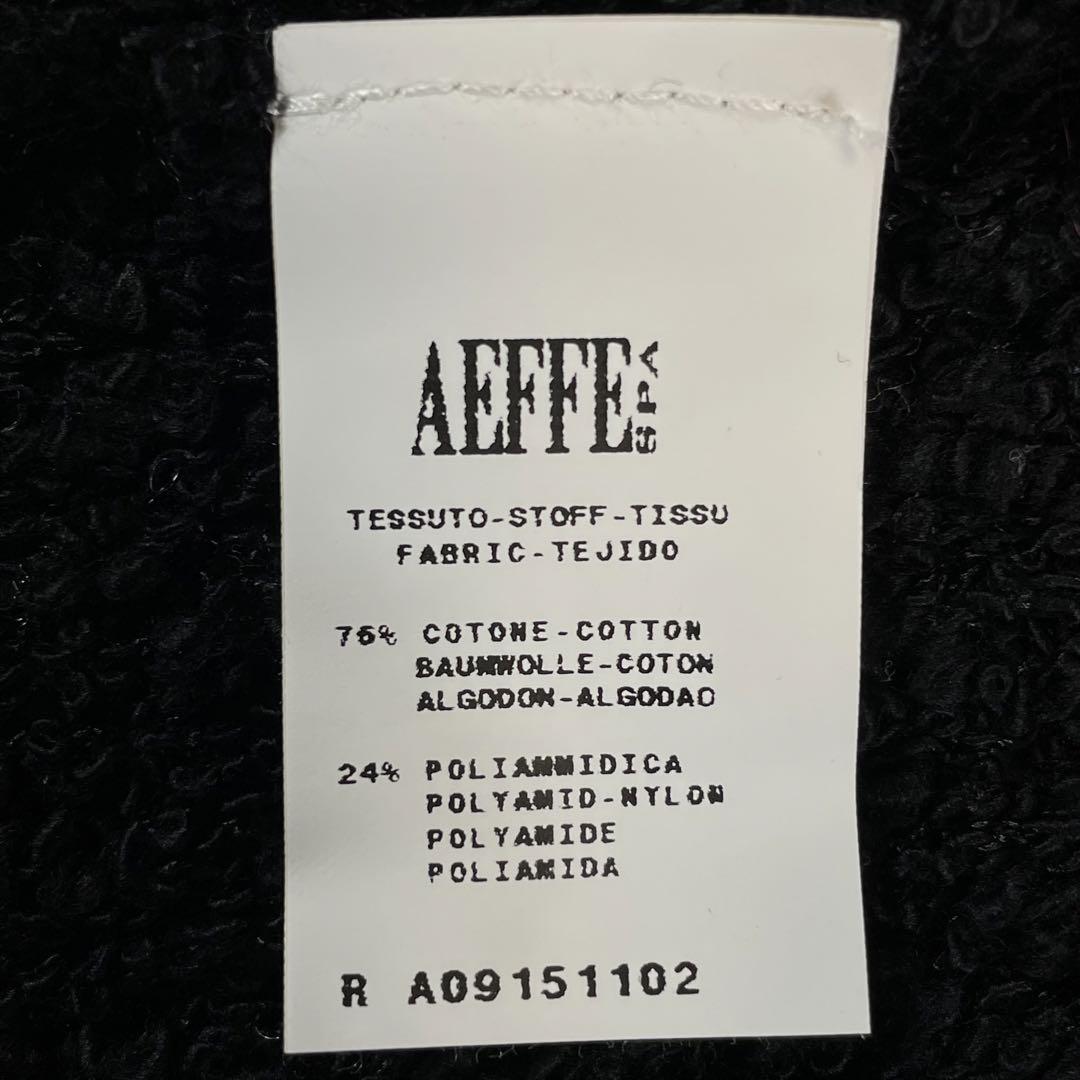 AEFFE SPA
TESSUTO-STOFF-TISSU
FABRIC-TEJIDO
76% COTONE-COTTON
BAUMWOLLE-COTON
ALGODON-ALGODAO
24% POLIAMMIDICA
POLYAMID-NYLON
POLYAMIDE
POLIAMIDA
R A09151102